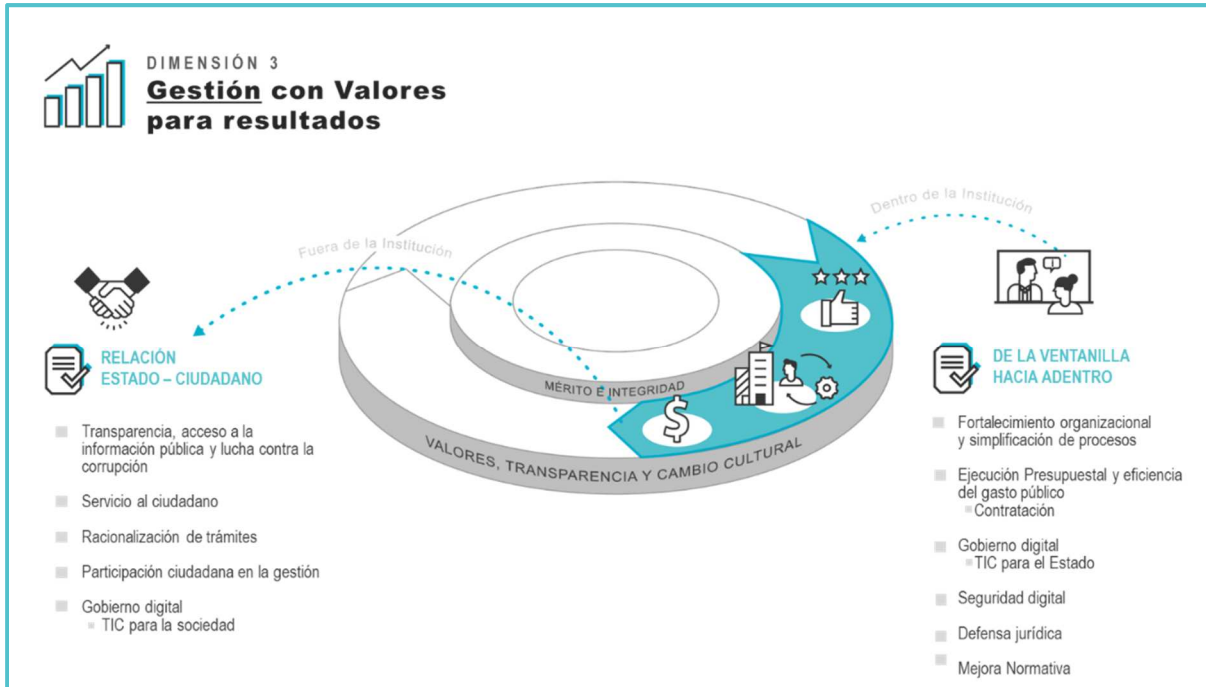 DIMENSIÓN 3
Gestión con Valores
para resultados
Fuera de la Institución
Dentro de la Institución
RELACIÓN
ESTADO – CIUDADANO
Transparencia, acceso a la
información pública y lucha contra la
corrupción
Servicio al ciudadano
Racionalización de trámites
Participación ciudadana en la gestión
Gobierno digital
TIC para la sociedad
$
MÉRITO E INTEGRIDAD
VALORES, TRANSPARENCIA Y CAMBIO CULTURAL
DE LA VENTANILLA
HACIA ADENTRO
Fortalecimiento organizacional
y simplificación de procesos
Ejecución Presupuestal y eficiencia
del gasto público
Contratación
Gobierno digital
TIC para el Estado
Seguridad digital
Defensa jurídica
Mejora Normativa